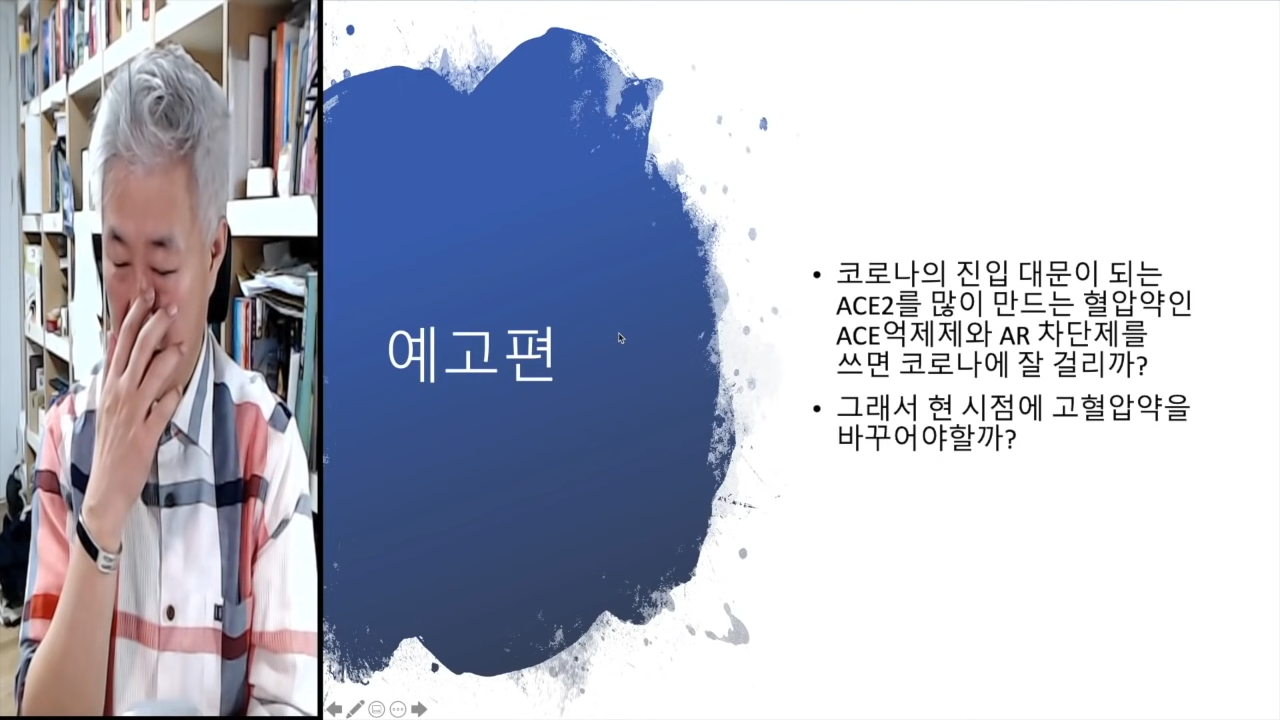 예고편
• 코로나의 진입 대문이 되는
ACE2를 많이 만드는 혈압약인
ACE억제제와 AR 차단제를
쓰면 코로나에 잘 걸리까?
• 그래서 현 시점에 고혈압약을
바꾸어야할까?